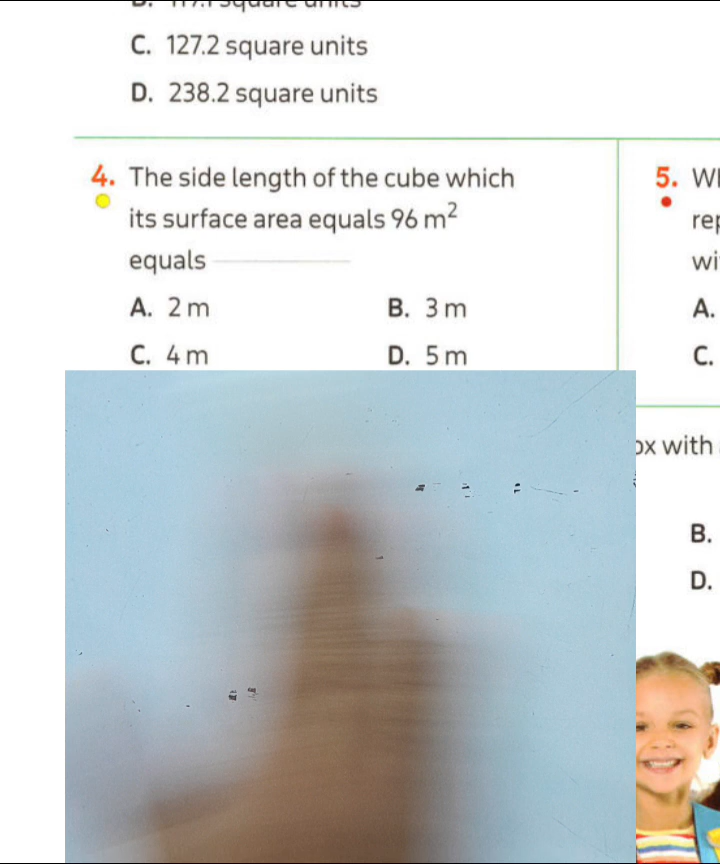 C. 127.2 square units
D. 238.2 square units
4. The side length of the cube which
its surface area equals 96 m²
equals
A. 2 m B. 3 m
C. 4 m D. 5 m
5.
A.
C.
with
B.
D.